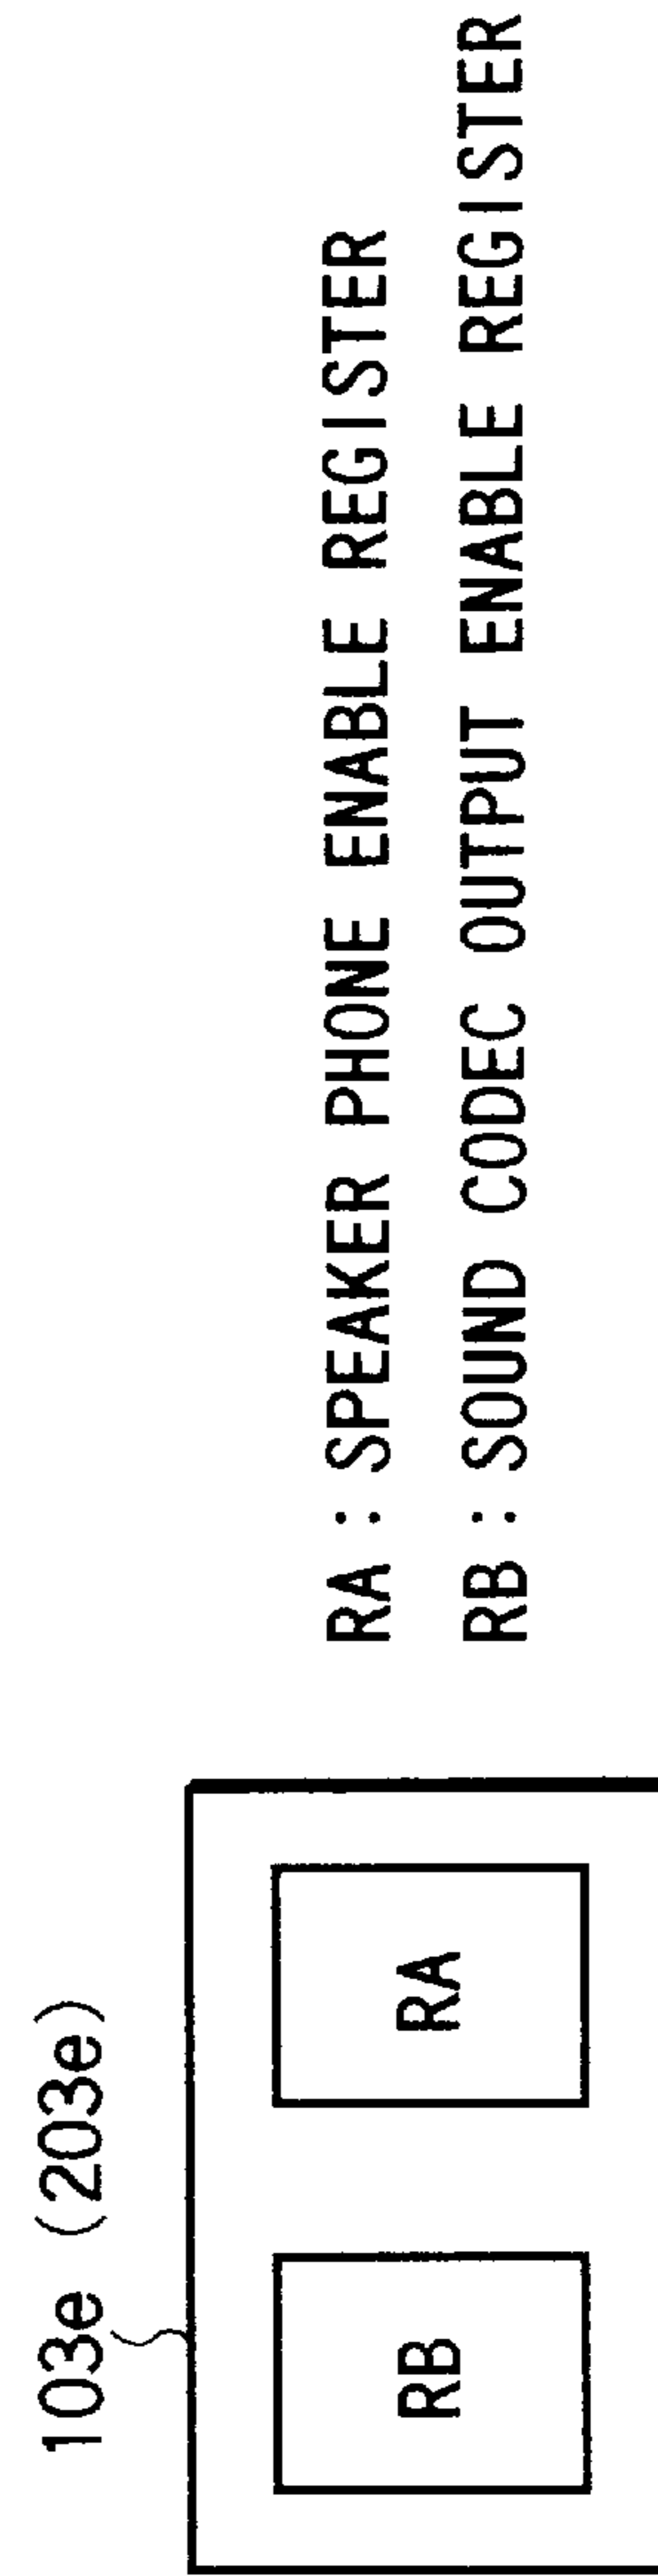 103e (203e)
RB
RA
RA : SPEAKER PHONE ENABLE REGISTER
RB : SOUND CODEC OUTPUT ENABLE REGISTER